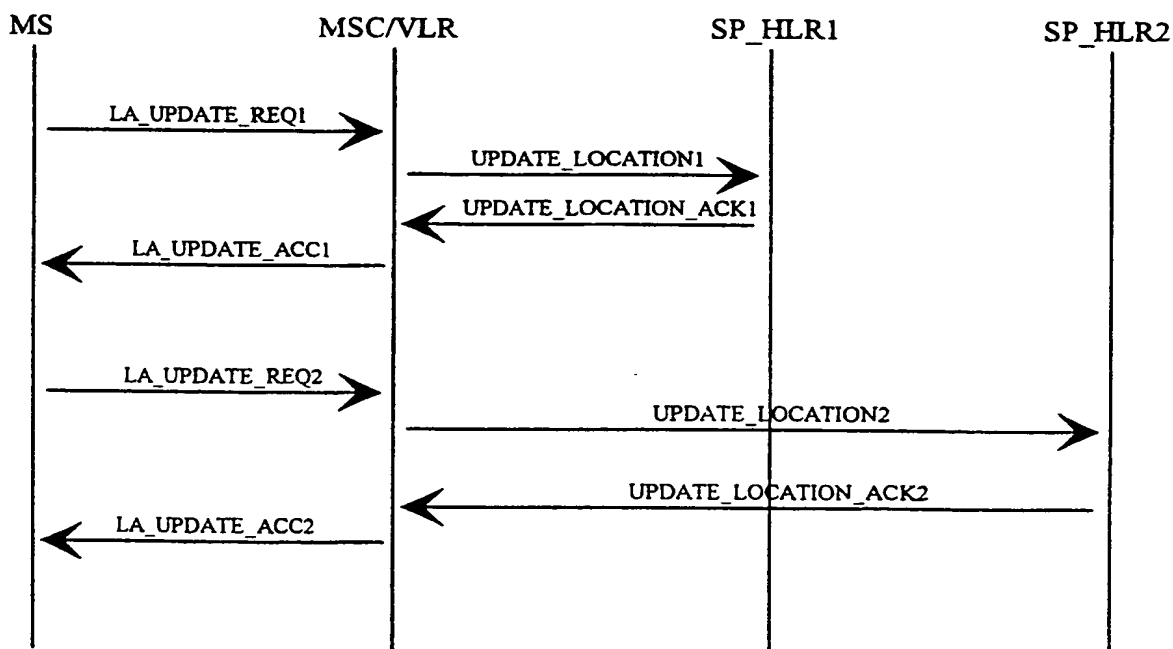 MS MSC/VLR SP_HLR1 SP_HLR2
LA_UPDATE_REQ1
UPDATE_LOCATION1
UPDATE_LOCATION_ACK1
LA_UPDATE_ACC1
LA_UPDATE_REQ2
UPDATE_LOCATION2
UPDATE_LOCATION_ACK2
LA_UPDATE_ACC2